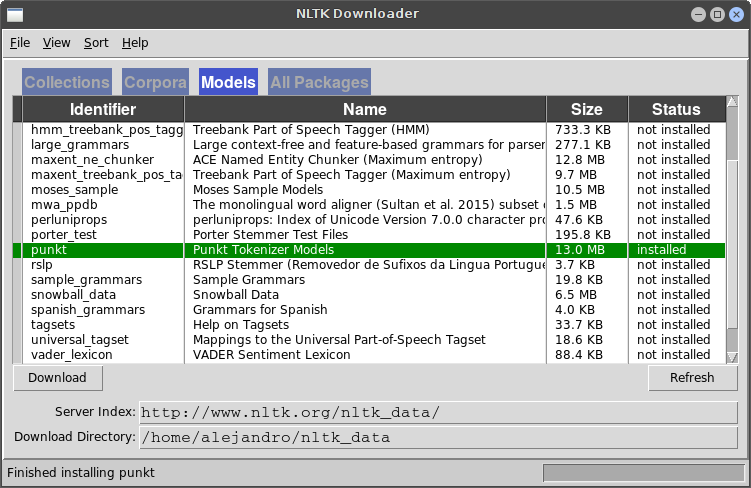 NLTK Downloader
File View Sort Help
Collections Corpora Models All Packages
Identifier Name Size Status
hmm_treebank_pos_tagg Treebank Part of Speech Tagger (HMM) 733.3 KB not installed
large_grammars Large context-free and feature-based grammars for parser 277.1 KB not installed
maxent_ne_chunker ACE Named Entity Chunker (Maximum entropy) 12.8 MB not installed
maxent_treebank_pos_ta Treebank Part of Speech Tagger (Maximum entropy) 9.7 MB not installed
moses_sample Moses Sample Models 10.5 MB not installed
mwa_ppdb The monolingual word aligner (Sultan et al. 2015) subset 1.5 MB not installed
perluniprops perluniprops: Index of Unicode Version 7.0.0 character pro 47.6 KB not installed
porter_test Porter Stemmer Test Files 195.8 KB not installed
punkt Punkt Tokenizer Models 13.0 MB installed
rslp RSLP Stemmer (Removedor de Sufixos da Lingua Portugue 3.7 KB not installed
sample_grammars Sample Grammars 19.8 KB not installed
snowball_data Snowball Data 6.5 MB not installed
spanish_grammars Grammars for Spanish 4.0 KB not installed
tagsets Help on Tagsets 33.7 KB not installed
universal_tagset Mappings to the Universal Part-of-Speech Tagset 18.6 KB not installed
vader_lexicon VADER Sentiment Lexicon 88.4 KB not installed
Download Refresh
Server Index: http://www.nltk.org/nltk_data/
Download Directory: /home/alejandro/nltk_data
Finished installing punkt